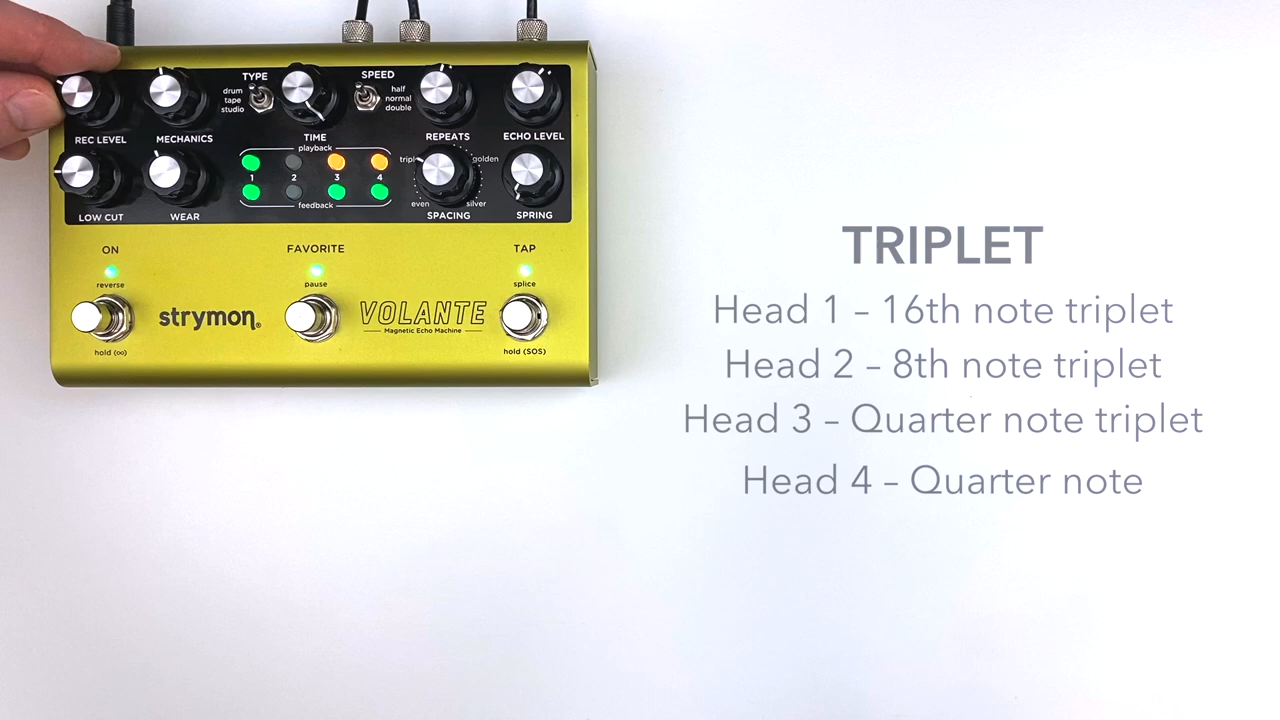 TYPE
SPEED
drum
tape
studio
half
normal
double
REC LEVEL
MECHANICS
TIME
REPEATS
ECHO LEVEL
playback
golden
1
2
3
4
even
silver
feedback
LOW CUT
WEAR
SPACING
SPRING
ON
FAVORITE
TAP
reverse
pause
splice
strymon®
VOLANTE
Magnetic Echo Machine
hold (∞)
hold (SOS)
TRIPLET
Head 1 – 16th note triplet
Head 2 – 8th note triplet
Head 3 – Quarter note triplet
Head 4 – Quarter note